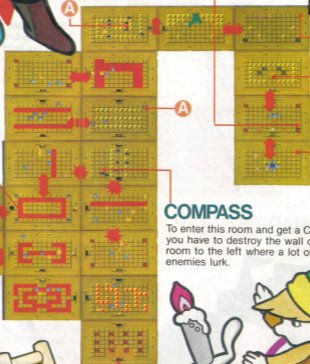 A
A
COMPASS
To enter this room and get a C
you have to destroy the wall o
room to the left where a lot o
enemies lurk.